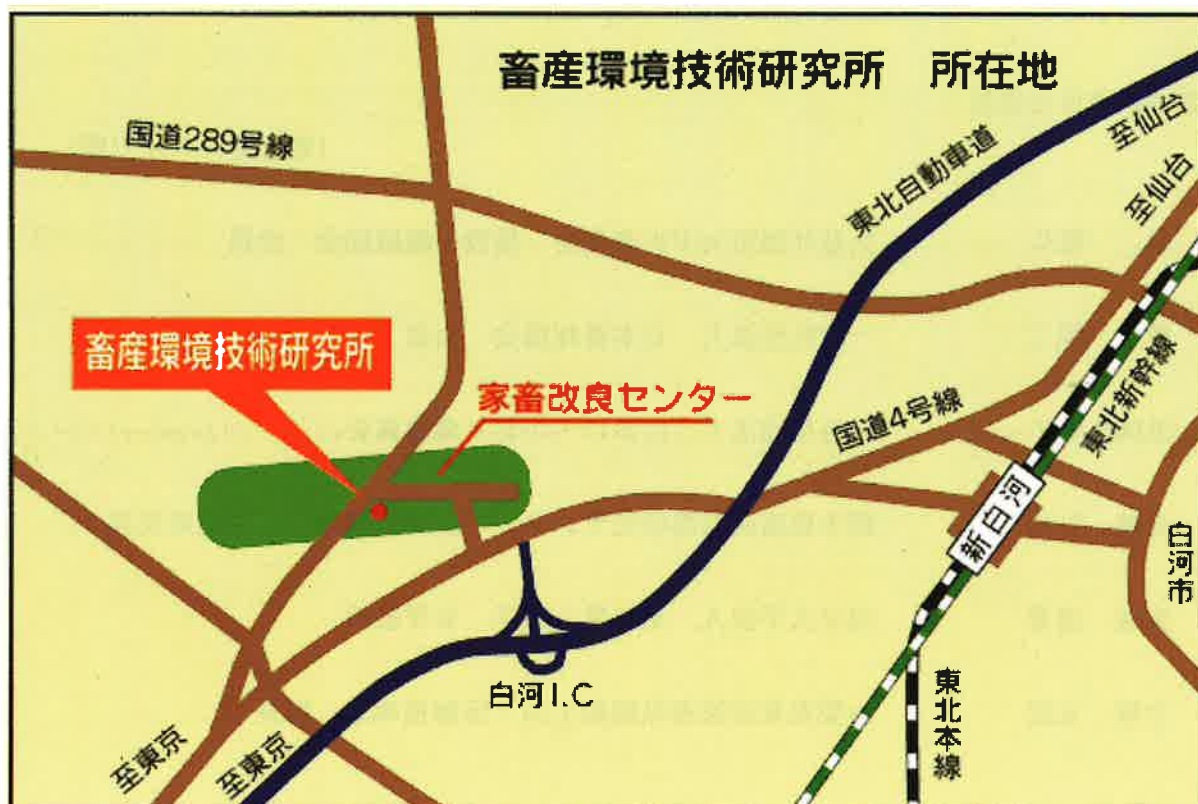 畜産環境技術研究所　所在地
国道289号線
東北自動車道
至仙台
至仙台
畜産環境技術研究所
家畜改良センター
国道4号線
東北新幹線
新白河
白河市
白河I.C
東北本線
至東京
至東京